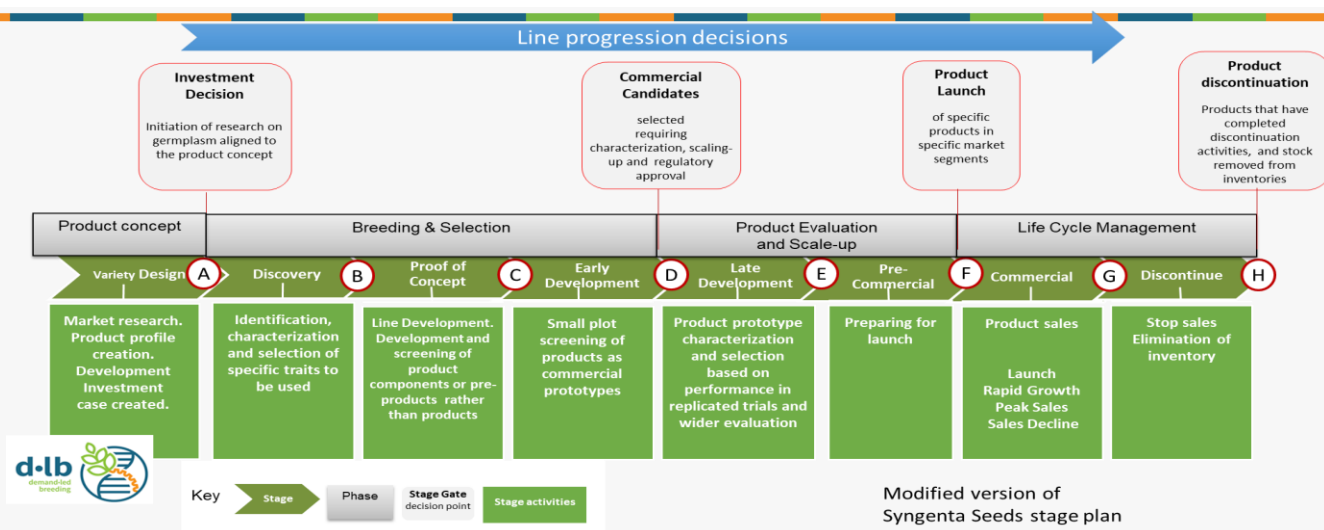 Line progression decisions
Investment
Decision
Initiation of research on
germplasm aligned to
the product concept
Commercial
Candidates
selected
requiring
characterization, scaling-
up and regulatory
approval
Product
Launch
of specific
products in
specific market
segments
Product
discontinuation
Products that have
completed
discontinuation
activities, and stock
removed from
inventories
Product concept
Breeding & Selection
Product Evaluation
and Scale-up
Life Cycle Management
Variety Design
A
Discovery
B
Proof of
Concept
C
Early
Development
D
Late
Development
E
Pre-
Commercial
F
Commercial
G
Discontinue
H
Market research.
Product profile
creation.
Development
Investment
case created.
Identification,
characterization
and selection of
specific traits to
be used
Line Development.
Development and
screening of
product
components or pre-
products rather
than products
Small plot
screening of
products as
commercial
prototypes
Product prototype
characterization
and selection
based on
performance in
replicated trials and
wider evaluation
Preparing for
launch
Product sales
Launch
Rapid Growth
Peak Sales
Sales Decline
Stop sales
Elimination of
inventory
d·lb
demand-led
breeding
Key
Stage
Phase
Stage Gate
decision point
Stage activities
Modified version of
Syngenta Seeds stage plan